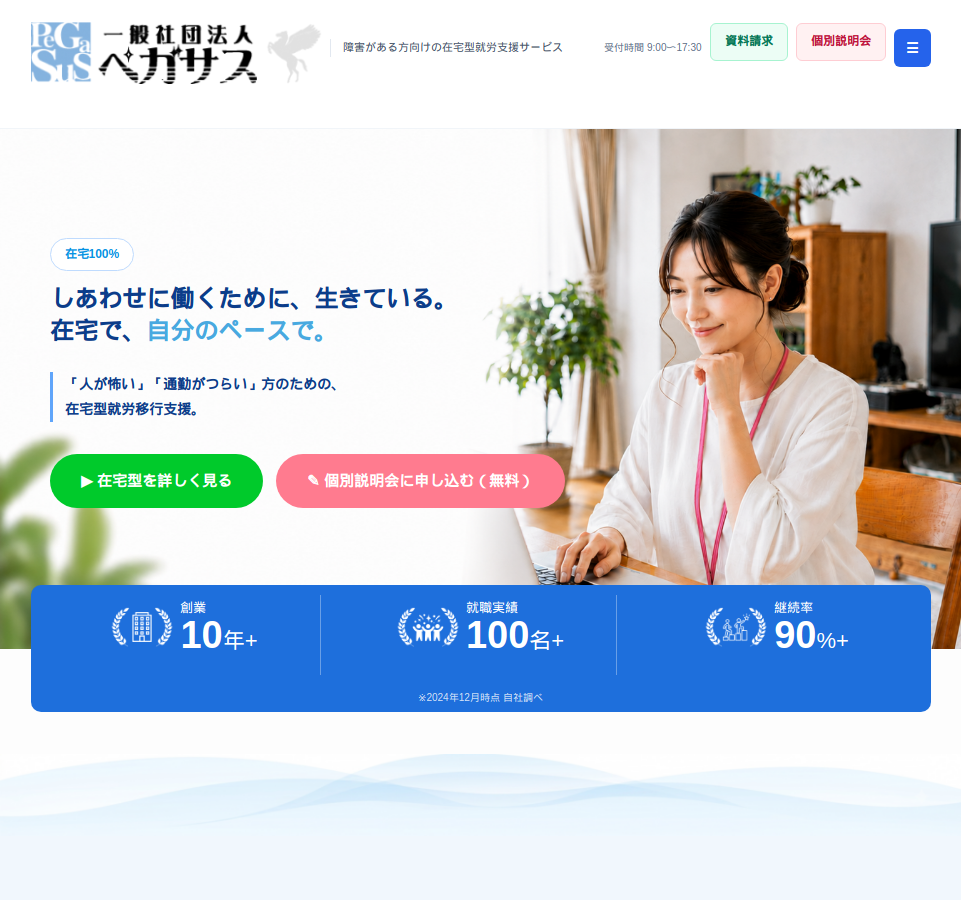 PeGaSuS
一般社団法人
ペガサス
障害がある方向けの在宅型就労支援サービス
受付時間 9:00〜17:30
資料請求
個別説明会
在宅100%
しあわせに働くために、生きている。
在宅で、自分のペースで。
「人が怖い」「通勤がつらい」方のための、
在宅型就労移行支援。
▶ 在宅型を詳しく見る
✎ 個別説明会に申し込む（無料）
創業
10年+
就職実績
100名+
継続率
90%+
※2024年12月時点 自社調べ